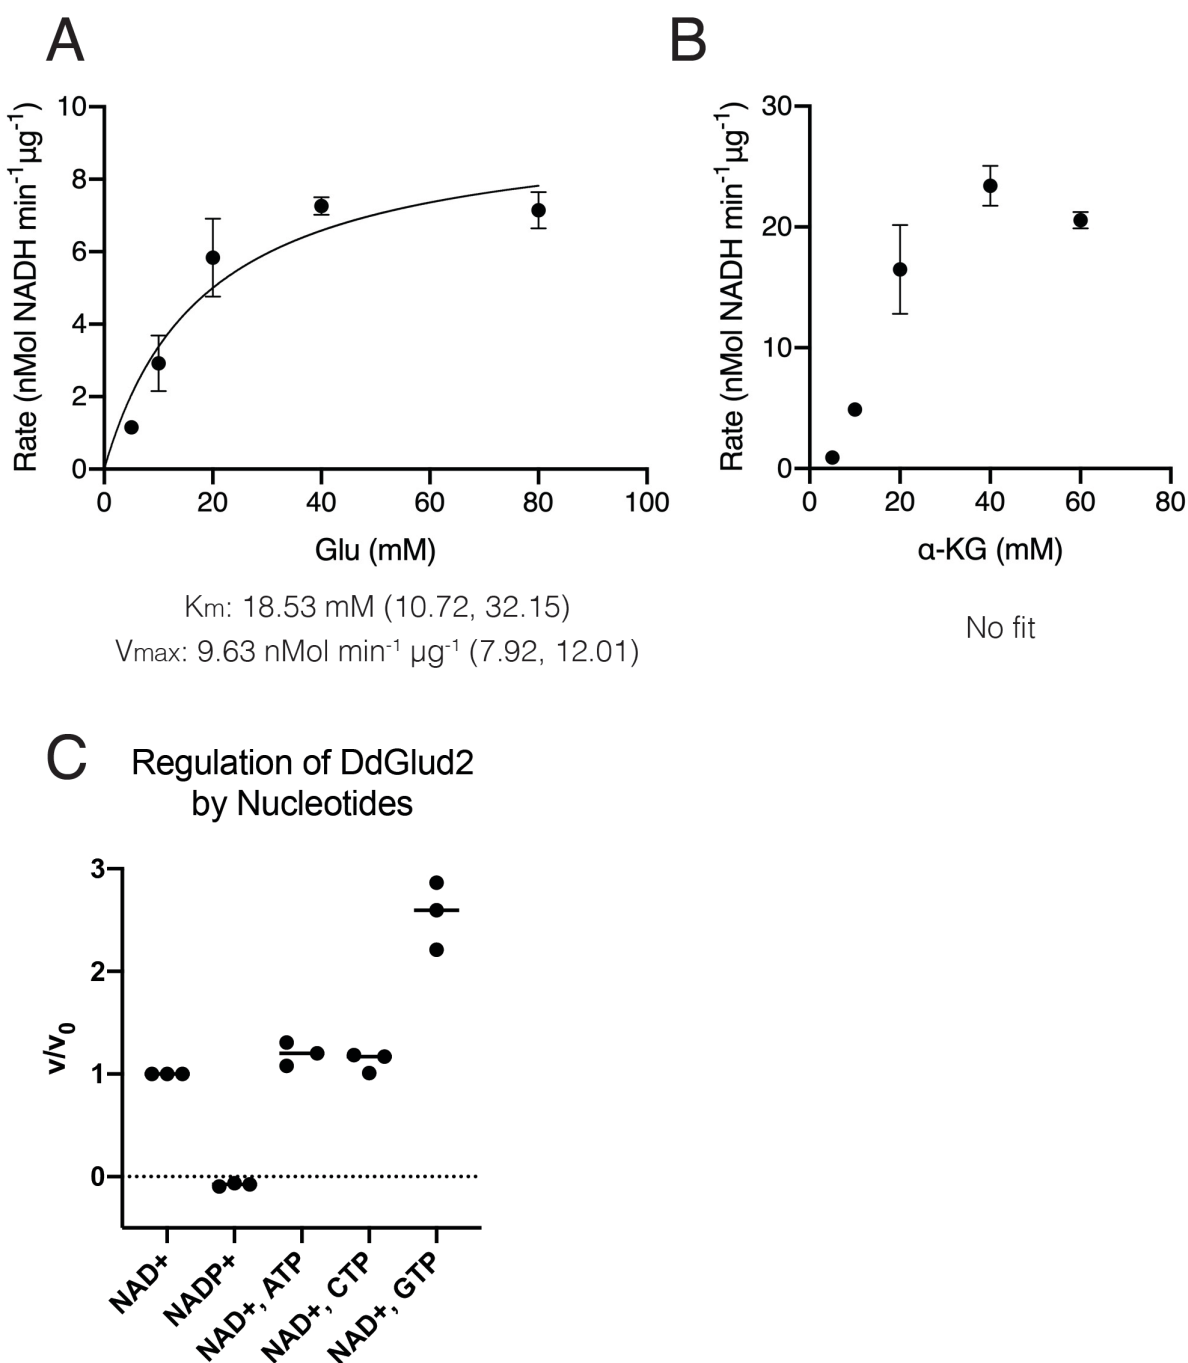 A
Rate (nMol NADH min⁻¹µg⁻¹)
10
8
6
4
2
0
0 20 40 60 80 100
Glu (mM)
Km: 18.53 mM (10.72, 32.15)
Vmax: 9.63 nMol min⁻¹ µg⁻¹ (7.92, 12.01)
B
Rate (nMol NADH min⁻¹µg⁻¹)
30
20
10
0
0 20 40 60 80
α-KG (mM)
No fit
C
Regulation of DdGlud2
by Nucleotides
v/v₀
3
2
1
0
NAD+
NADP+
NAD+, ATP
NAD+, CTP
NAD+, GTP